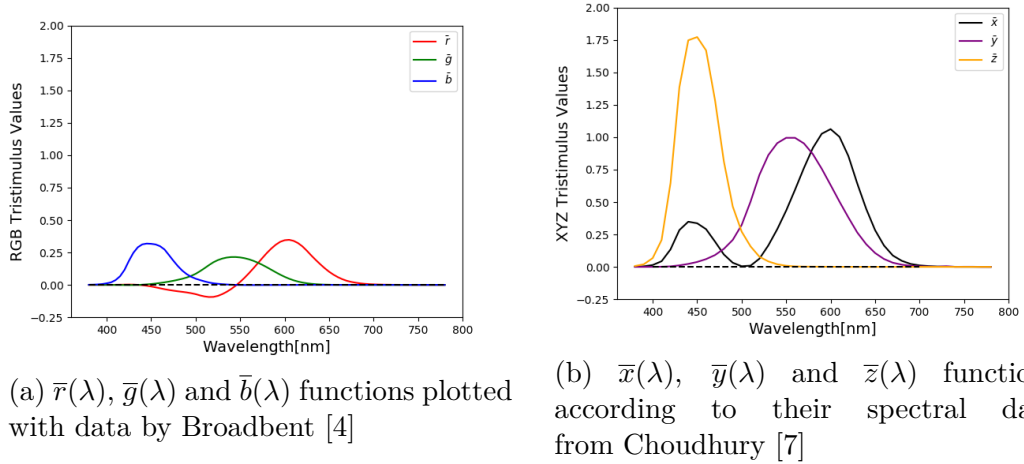 2.00
1.75
1.50
1.25
1.00
0.75
0.50
0.25
0.00
−0.25
RGB Tristimulus Values
r̄
ḡ
b̄
400 450 500 550 600 650 700 750 800
Wavelength[nm]
(a) r̄(λ), ḡ(λ) and b̄(λ) functions plotted
with data by Broadbent [4]
2.00
1.75
1.50
1.25
1.00
0.75
0.50
0.25
0.00
−0.25
XYZ Tristimulus Values
x̄
ȳ
z̄
400 450 500 550 600 650 700 750 800
Wavelength[nm]
(b) x̄(λ), ȳ(λ) and z̄(λ) functio
according to their spectral da
from Choudhury [7]